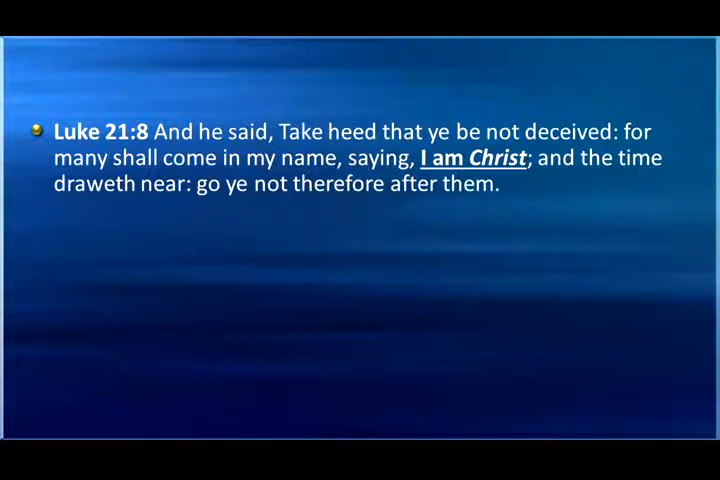 Luke 21:8 And he said, Take heed that ye be not deceived: for
many shall come in my name, saying, I am Christ; and the time
draweth near: go ye not therefore after them.